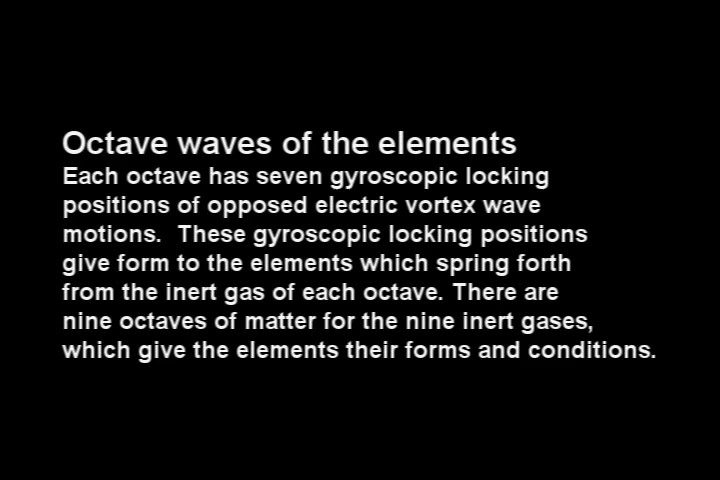 Octave waves of the elements
Each octave has seven gyroscopic locking
positions of opposed electric vortex wave
motions.  These gyroscopic locking positions
give form to the elements which spring forth
from the inert gas of each octave. There are
nine octaves of matter for the nine inert gases,
which give the elements their forms and conditions.